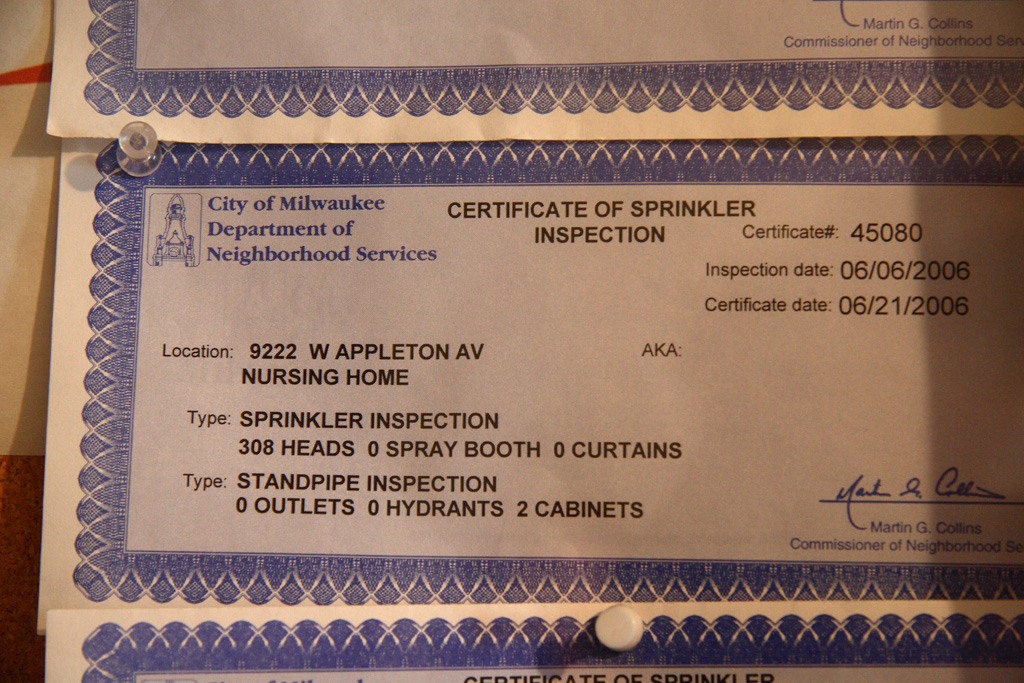 Martin G. Collins
Commissioner of Neighborhood
City of Milwaukee
Department of
Neighborhood Services
CERTIFICATE OF SPRINKLER
INSPECTION
Certificate#: 45080
Inspection date: 06/06/2006
Certificate date: 06/21/2006
Location: 9222 W APPLETON AV
NURSING HOME
AKA:
Type: SPRINKLER INSPECTION
308 HEADS 0 SPRAY BOOTH 0 CURTAINS
Type: STANDPIPE INSPECTION
0 OUTLETS 0 HYDRANTS 2 CABINETS
Martin G. Collins
Martin G. Collins
Commissioner of Neighborhood
CERTIFICATE OF SPRINKLER